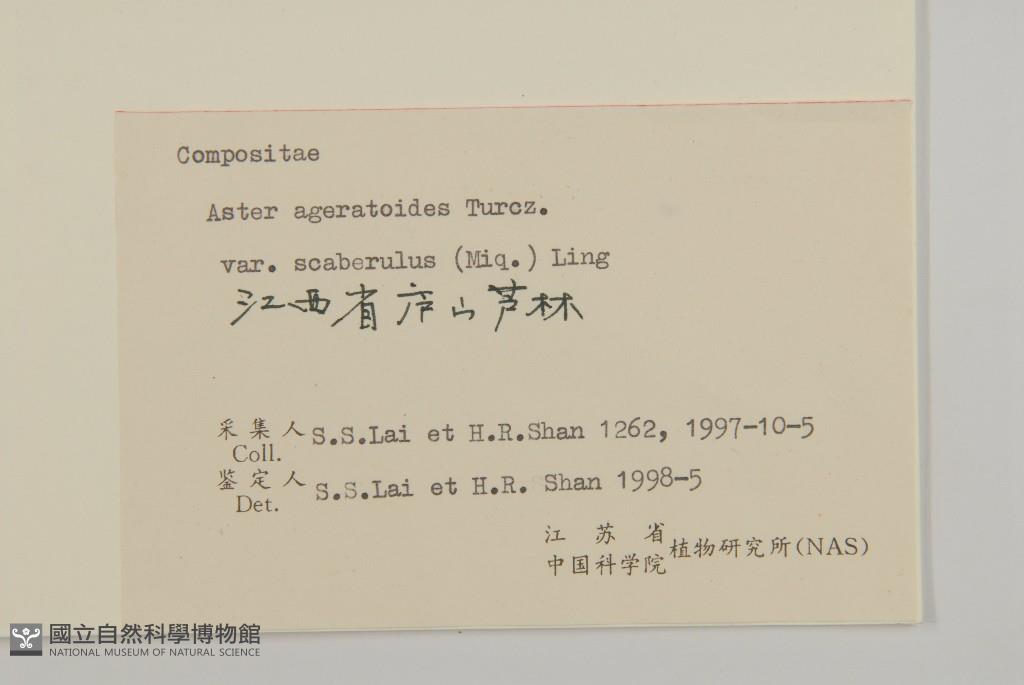 Compositae
Aster ageratoides Turcz.
var. scaberulus (Miq.) Ling
江西省庐山芦林
采集人 S.S.Lai et H.R.Shan 1262, 1997-10-5
Coll.
鉴定人 S.S.Lai et H.R. Shan 1998-5
Det.
江苏省
中国科学院 植物研究所(NAS)
國立自然科學博物館
NATIONAL MUSEUM OF NATURAL SCIENCE